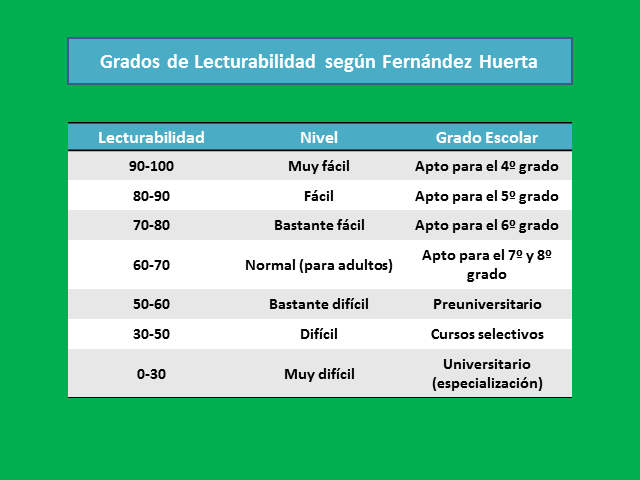 Grados de Lecturabilidad según Fernández Huerta
Lecturabilidad Nivel Grado Escolar
90-100 Muy fácil Apto para el 4º grado
80-90 Fácil Apto para el 5º grado
70-80 Bastante fácil Apto para el 6º grado
60-70 Normal (para adultos) Apto para el 7º y 8º
grado
50-60 Bastante difícil Preuniversitario
30-50 Difícil Cursos selectivos
0-30 Muy difícil Universitario
(especialización)